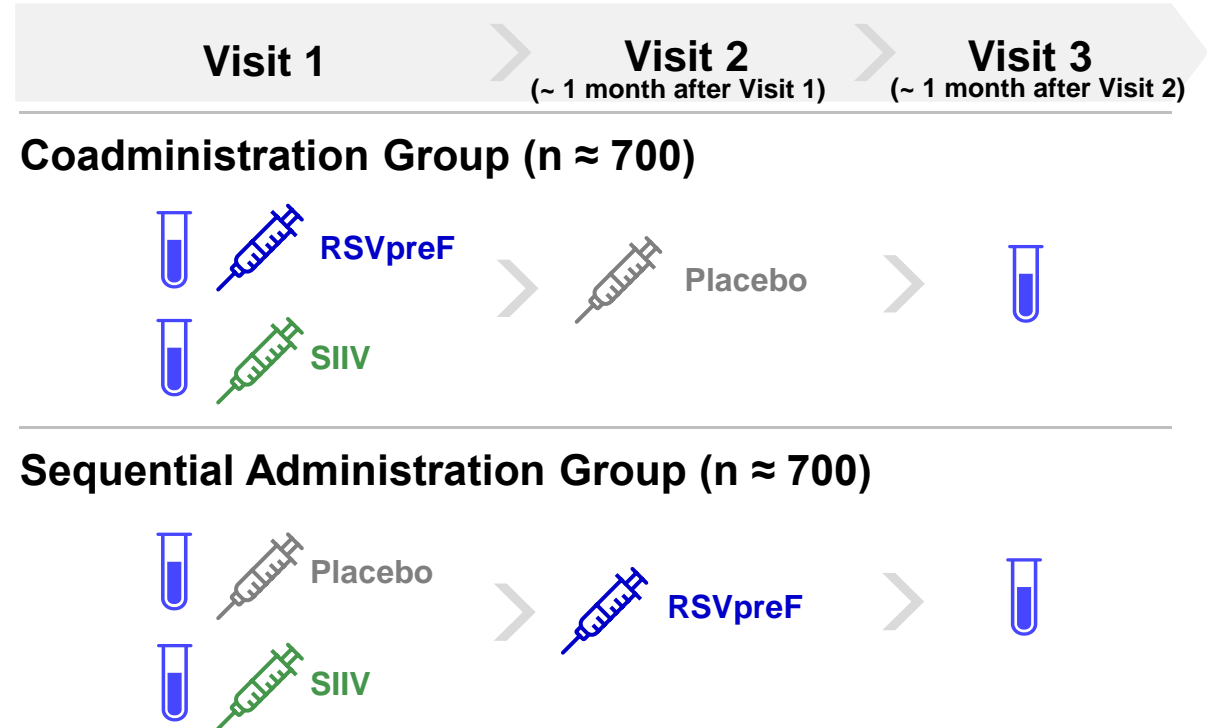 Visit 1
Visit 2
(~ 1 month after Visit 1)
Visit 3
(~ 1 month after Visit 2)
Coadministration Group (n ≈ 700)
RSVpreF
Placebo
SIIV
Sequential Administration Group (n ≈ 700)
Placebo
RSVpreF
SIIV